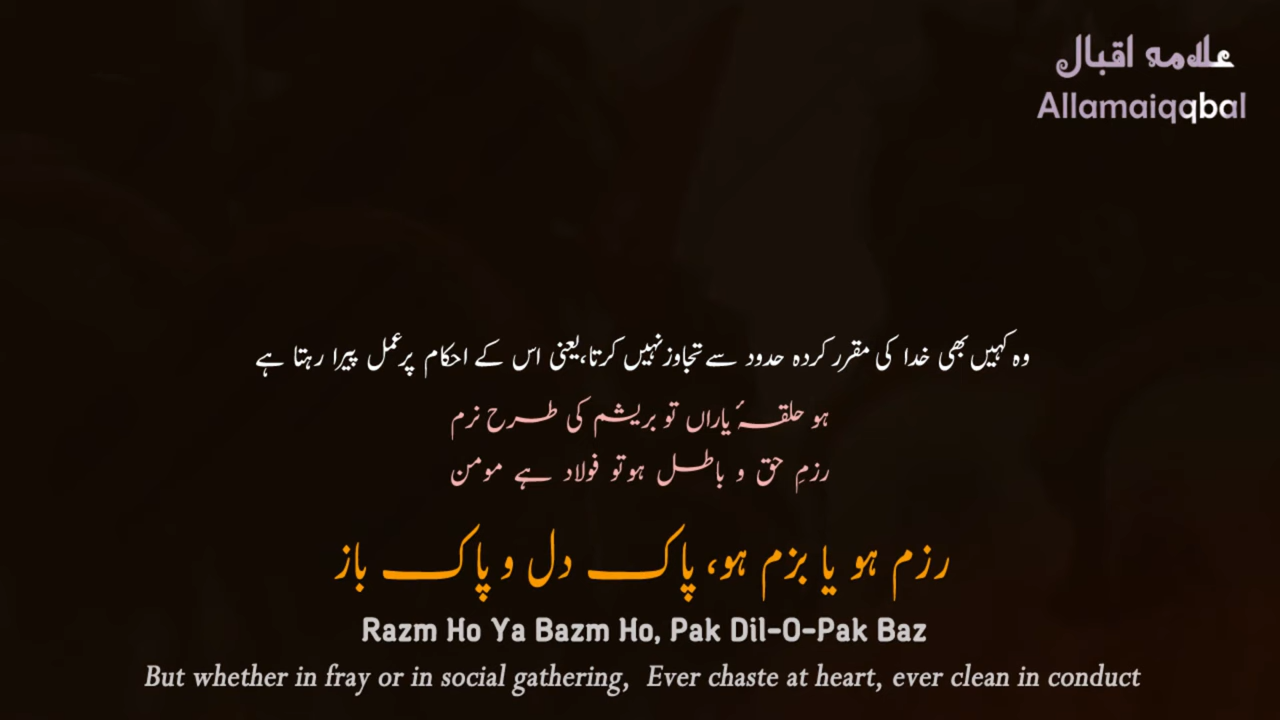 علامہ اقبال
Allamaiqqbal
وہ کہیں بھی خدا کی مقرر کردہ حدود سے تجاوز نہیں کرتا، یعنی اس کے احکام پر عمل پیرا رہتا ہے
ہو حلقۂ یاراں تو بریشم کی طرح نرم
رزمِ حق و باطل ہو تو فولاد ہے مومن
رزم ہو یا بزم ہو، پاک دل و پاک باز
Razm Ho Ya Bazm Ho, Pak Dil-O-Pak Baz
But whether in fray or in social gathering, Ever chaste at heart, ever clean in conduct